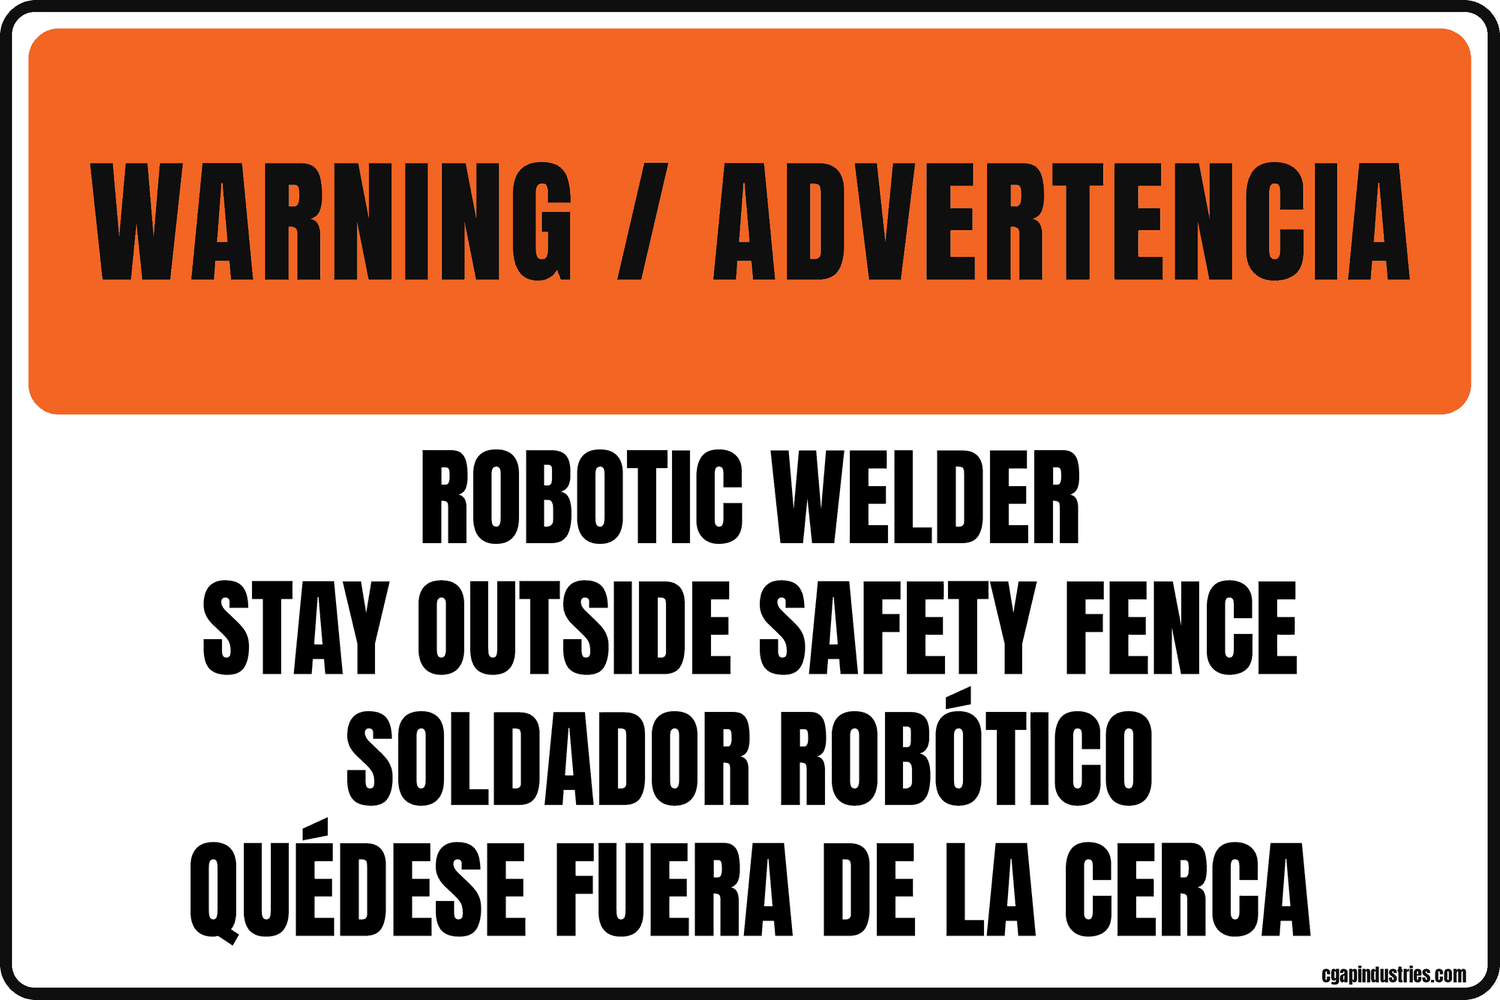 WARNING / ADVERTENCIA
ROBOTIC WELDER
STAY OUTSIDE SAFETY FENCE
SOLDADOR ROBÓTICO
QUÉDESE FUERA DE LA CERCA
cgapindustries.com